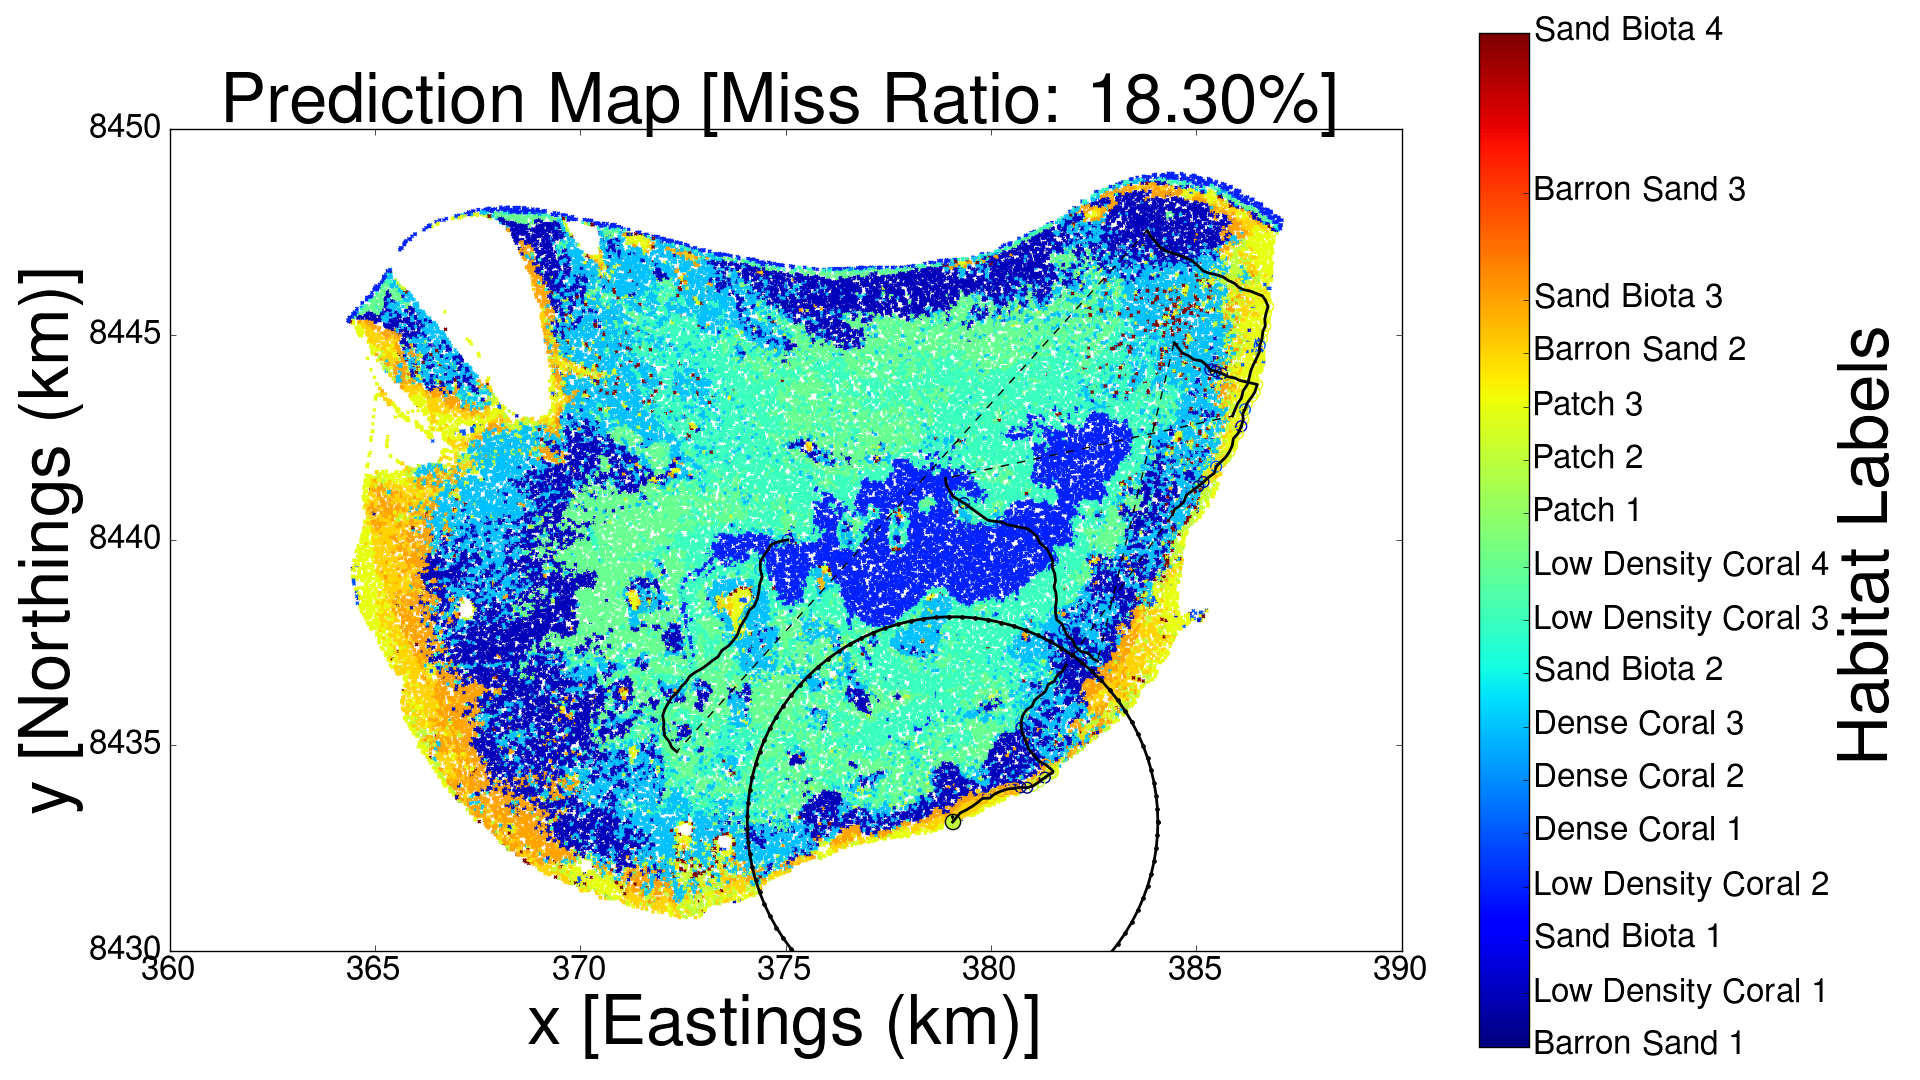 Prediction Map [Miss Ratio: 18.30%]
y [Northings (km)]
8450
8445
8440
8435
8430
360
365
370
375
380
385
390
x [Eastings (km)]
Sand Biota 4
Barron Sand 3
Sand Biota 3
Barron Sand 2
Patch 3
Patch 2
Patch 1
Low Density Coral 4
Low Density Coral 3
Sand Biota 2
Dense Coral 3
Dense Coral 2
Dense Coral 1
Low Density Coral 2
Sand Biota 1
Low Density Coral 1
Barron Sand 1
Habitat Labels